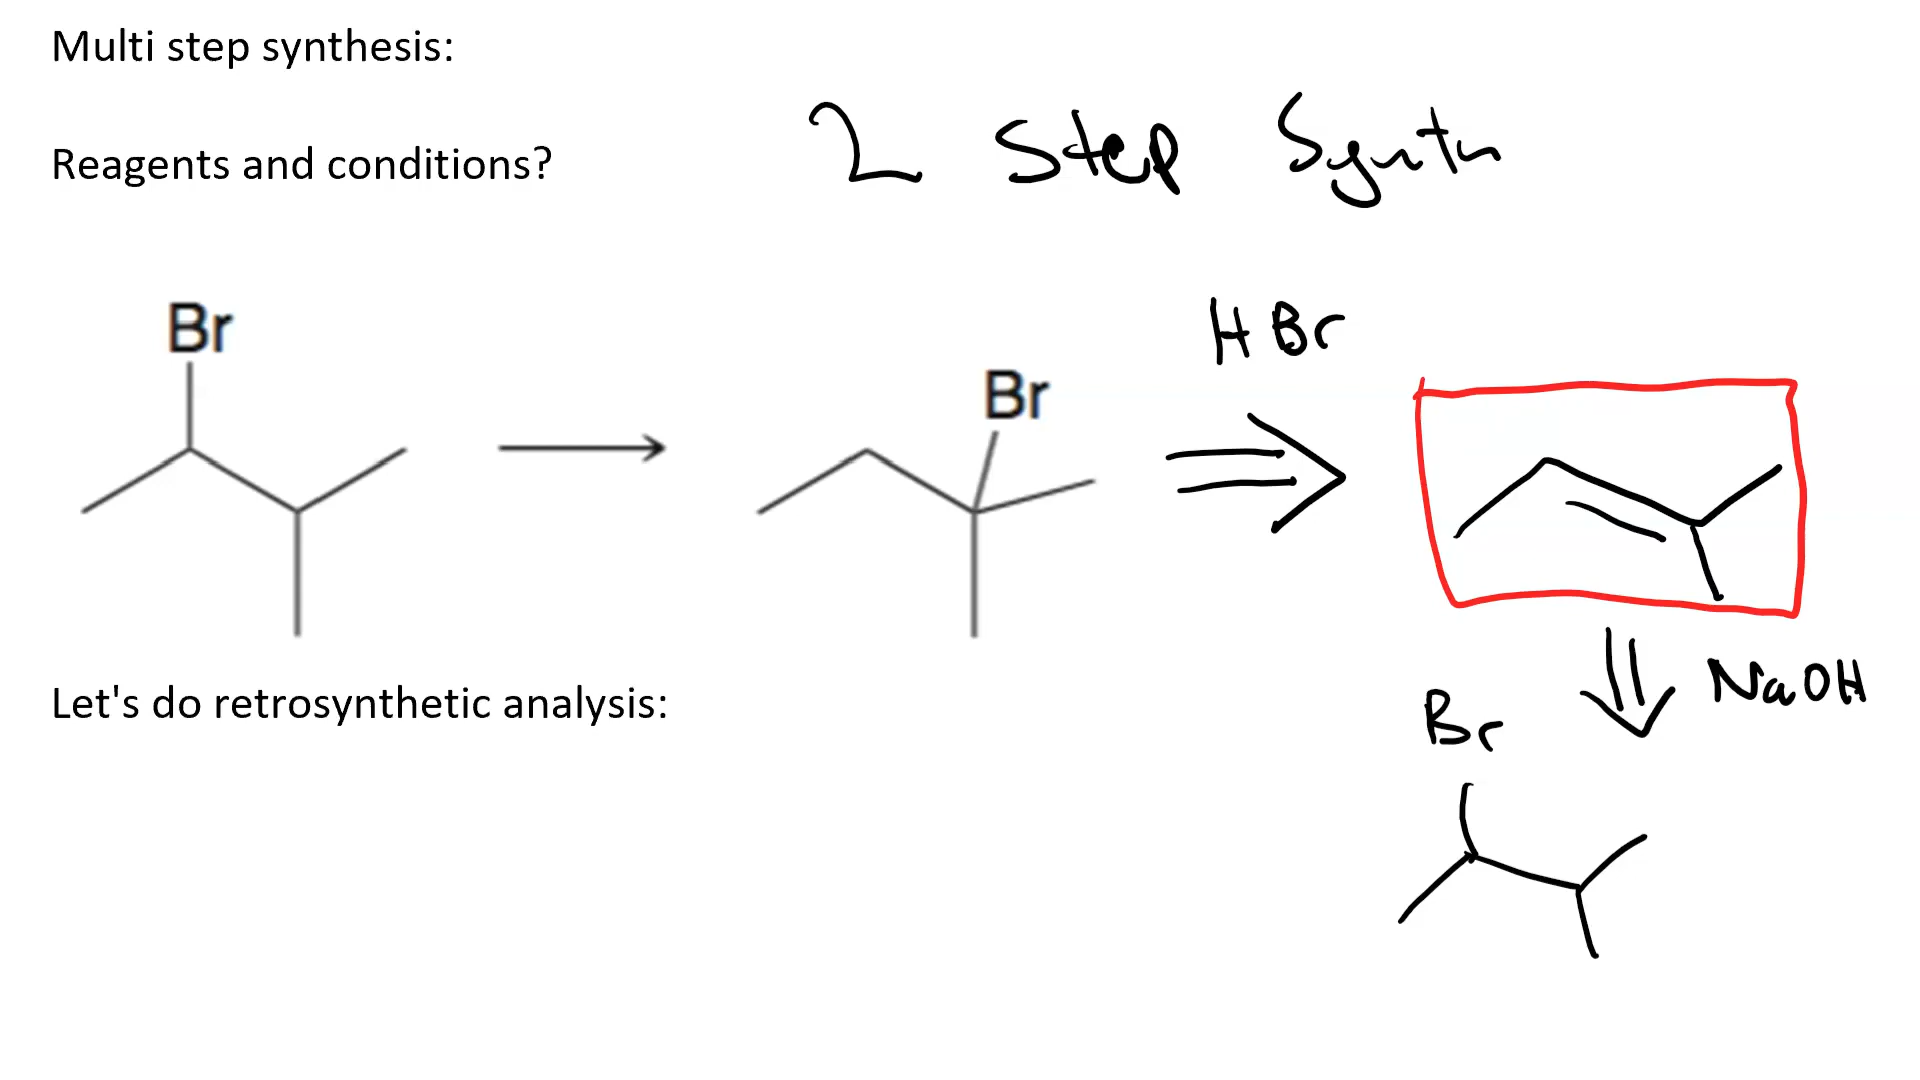 Multi step synthesis:
2 Step Synth
Reagents and conditions?
HBr
Br
Br
NaOH
Let's do retrosynthetic analysis:
Br